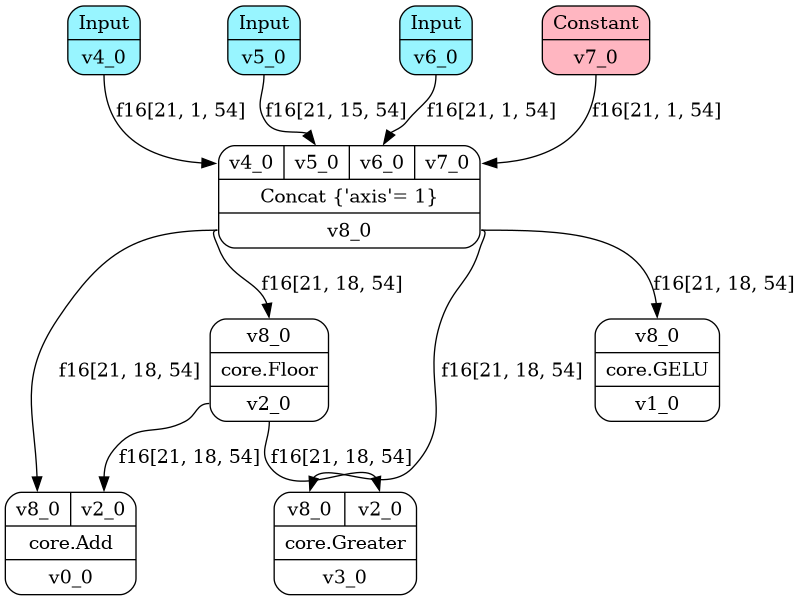 Input
v4_0
Input
v5_0
Input
v6_0
Constant
v7_0
f16[21, 1, 54]
f16[21, 15, 54]
f16[21, 1, 54]
f16[21, 1, 54]
v4_0 v5_0 v6_0 v7_0
Concat {'axis'= 1}
v8_0
f16[21, 18, 54]
f16[21, 18, 54]
f16[21, 18, 54]
f16[21, 18, 54]
v8_0
core.Floor
v2_0
v8_0
core.GELU
v1_0
f16[21, 18, 54]
f16[21, 18, 54]
v8_0 v2_0
core.Add
v0_0
v8_0 v2_0
core.Greater
v3_0